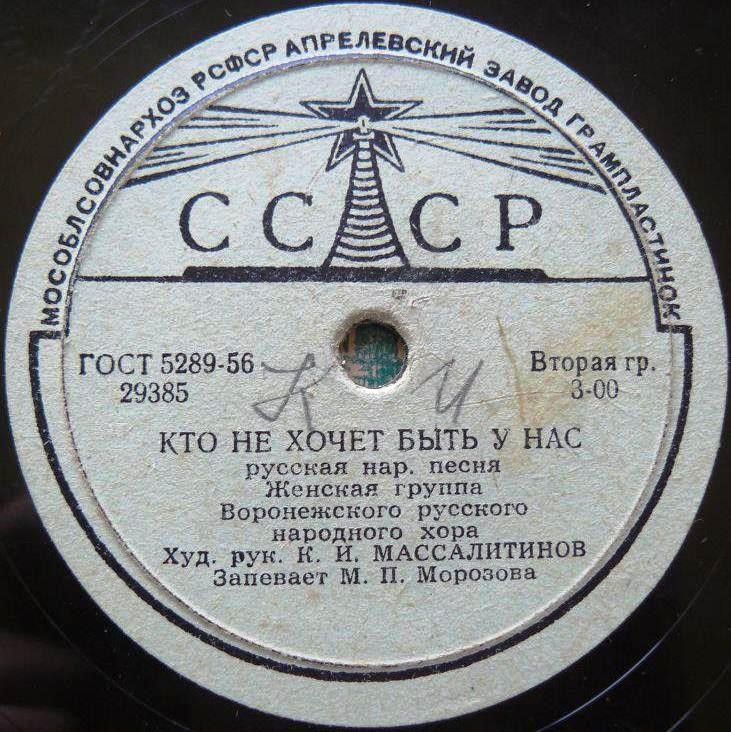 МОСОБЛСОВНАРХОЗ РСФСР АПРЕЛЕВСКИЙ ЗАВОД ГРАМПЛАСТИНОК
СССР
ГОСТ 5289-56
29385
Вторая гр.
3-00
К И
КТО НЕ ХОЧЕТ БЫТЬ У НАС
русская нар. песня
Женская группа
Воронежского русского
народного хора
Худ. рук. К. И. МАССАЛИТИНОВ
Запевает М. П. Морозова